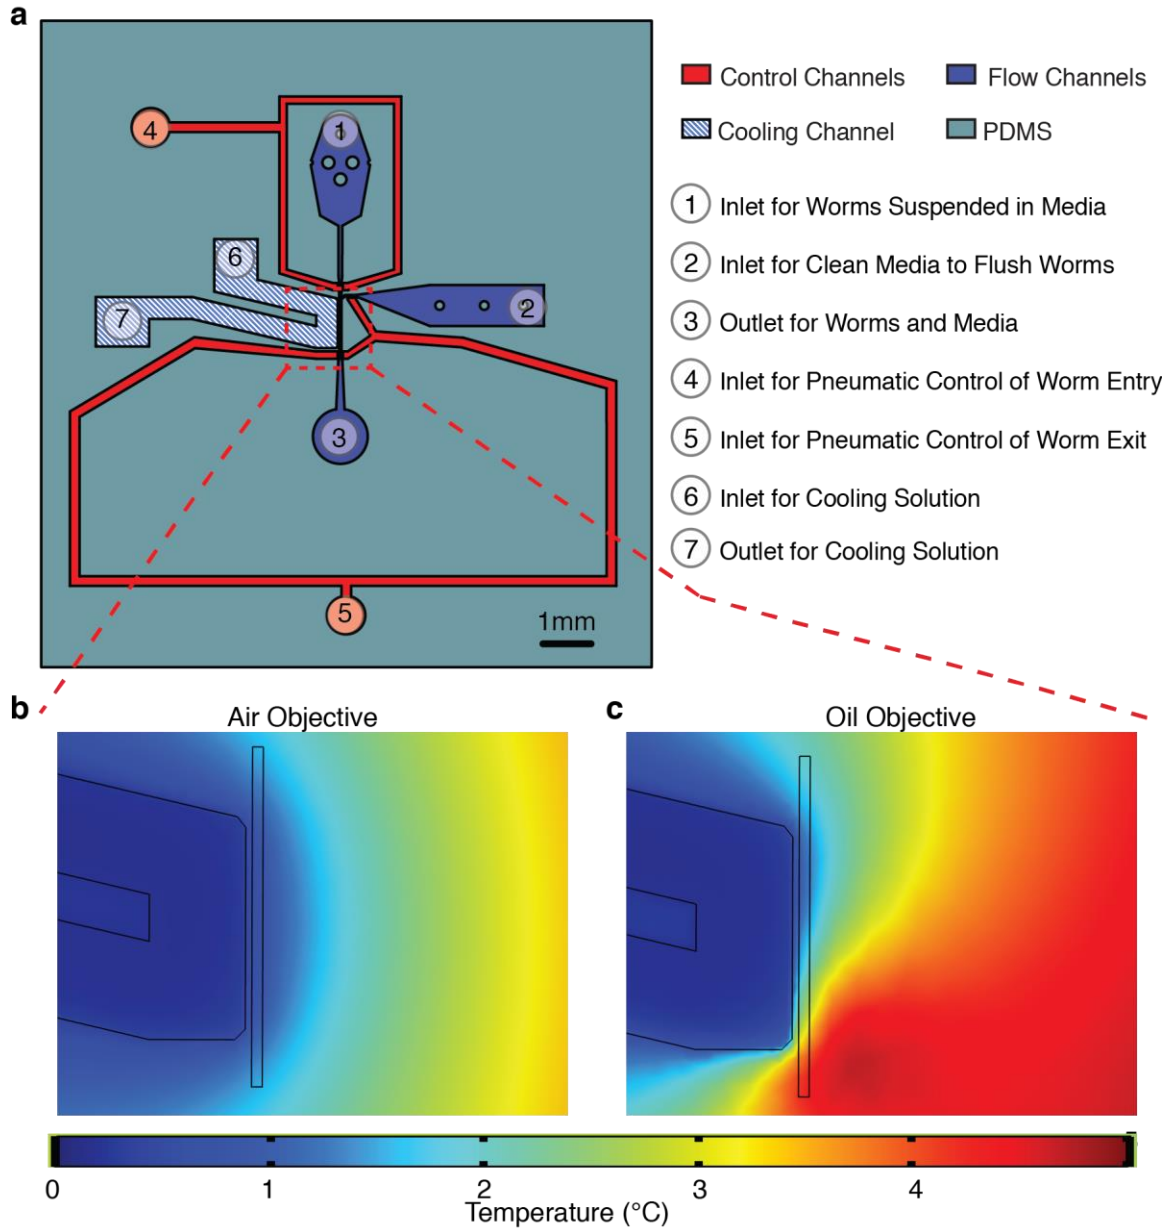 a
Control Channels
Flow Channels
Cooling Channel
PDMS
1 Inlet for Worms Suspended in Media
2 Inlet for Clean Media to Flush Worms
3 Outlet for Worms and Media
4 Inlet for Pneumatic Control of Worm Entry
5 Inlet for Pneumatic Control of Worm Exit
6 Inlet for Cooling Solution
7 Outlet for Cooling Solution
4
1
6
7
2
3
5
1mm
b
Air Objective
c
Oil Objective
0 1 2 3 4
Temperature (°C)